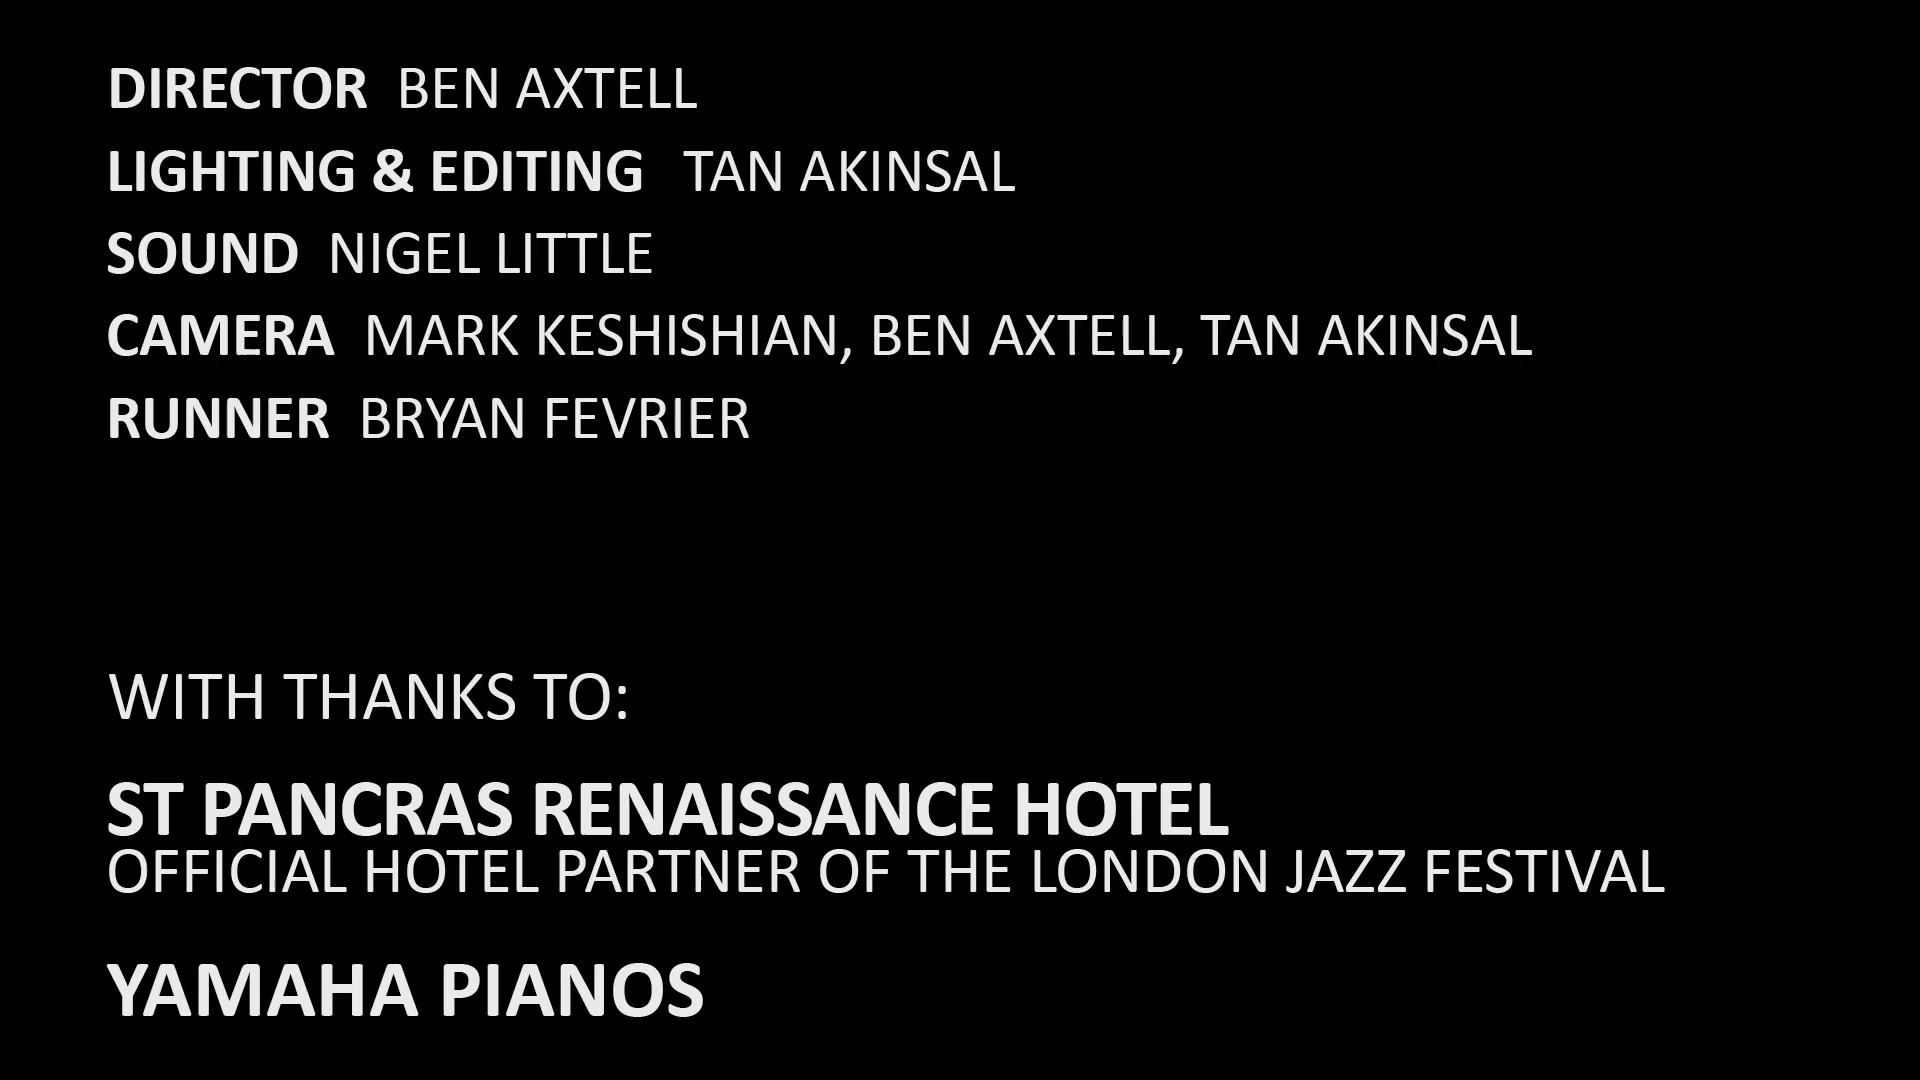 DIRECTOR BEN AXTELL
LIGHTING & EDITING TAN AKINSAL
SOUND NIGEL LITTLE
CAMERA MARK KESHISHIAN, BEN AXTELL, TAN AKINSAL
RUNNER BRYAN FEVRIER
WITH THANKS TO:
ST PANCRAS RENAISSANCE HOTEL
OFFICIAL HOTEL PARTNER OF THE LONDON JAZZ FESTIVAL
YAMAHA PIANOS